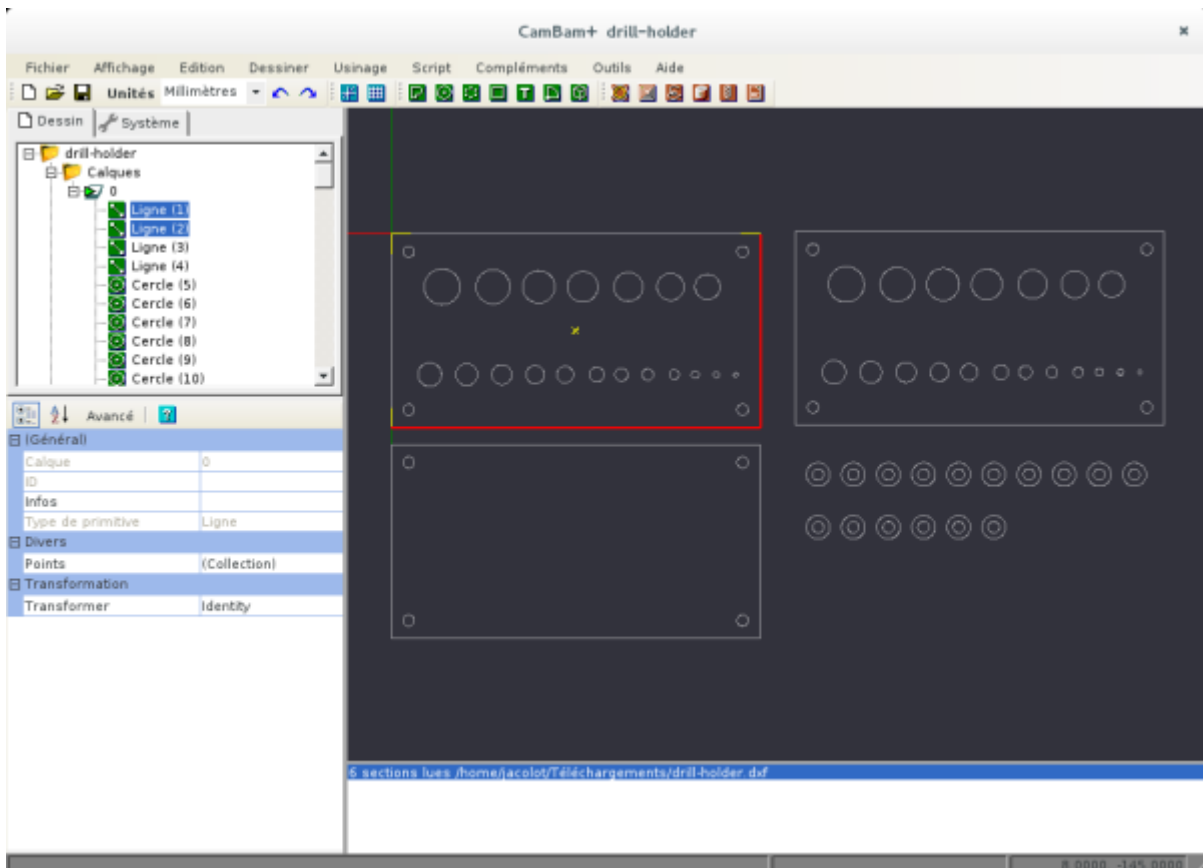 CamBam+ drill-holder
Fichier Affichage Edition Dessiner Usinage Script Compléments Outils Aide
Unités Millimètres
Dessin Système
drill-holder
Calques
0
Ligne (1)
Ligne (2)
Ligne (3)
Ligne (4)
Cercle (5)
Cercle (6)
Cercle (7)
Cercle (8)
Cercle (9)
Cercle (10)
Avancé
(Général)
Calque 0
ID
Infos
Type de primitive Ligne
Divers
Points (Collection)
Transformation
Transformer Identity
6 sections lues /home/jacolot/Téléchargements/drill-holder.dxf
8.0000, -145.0000